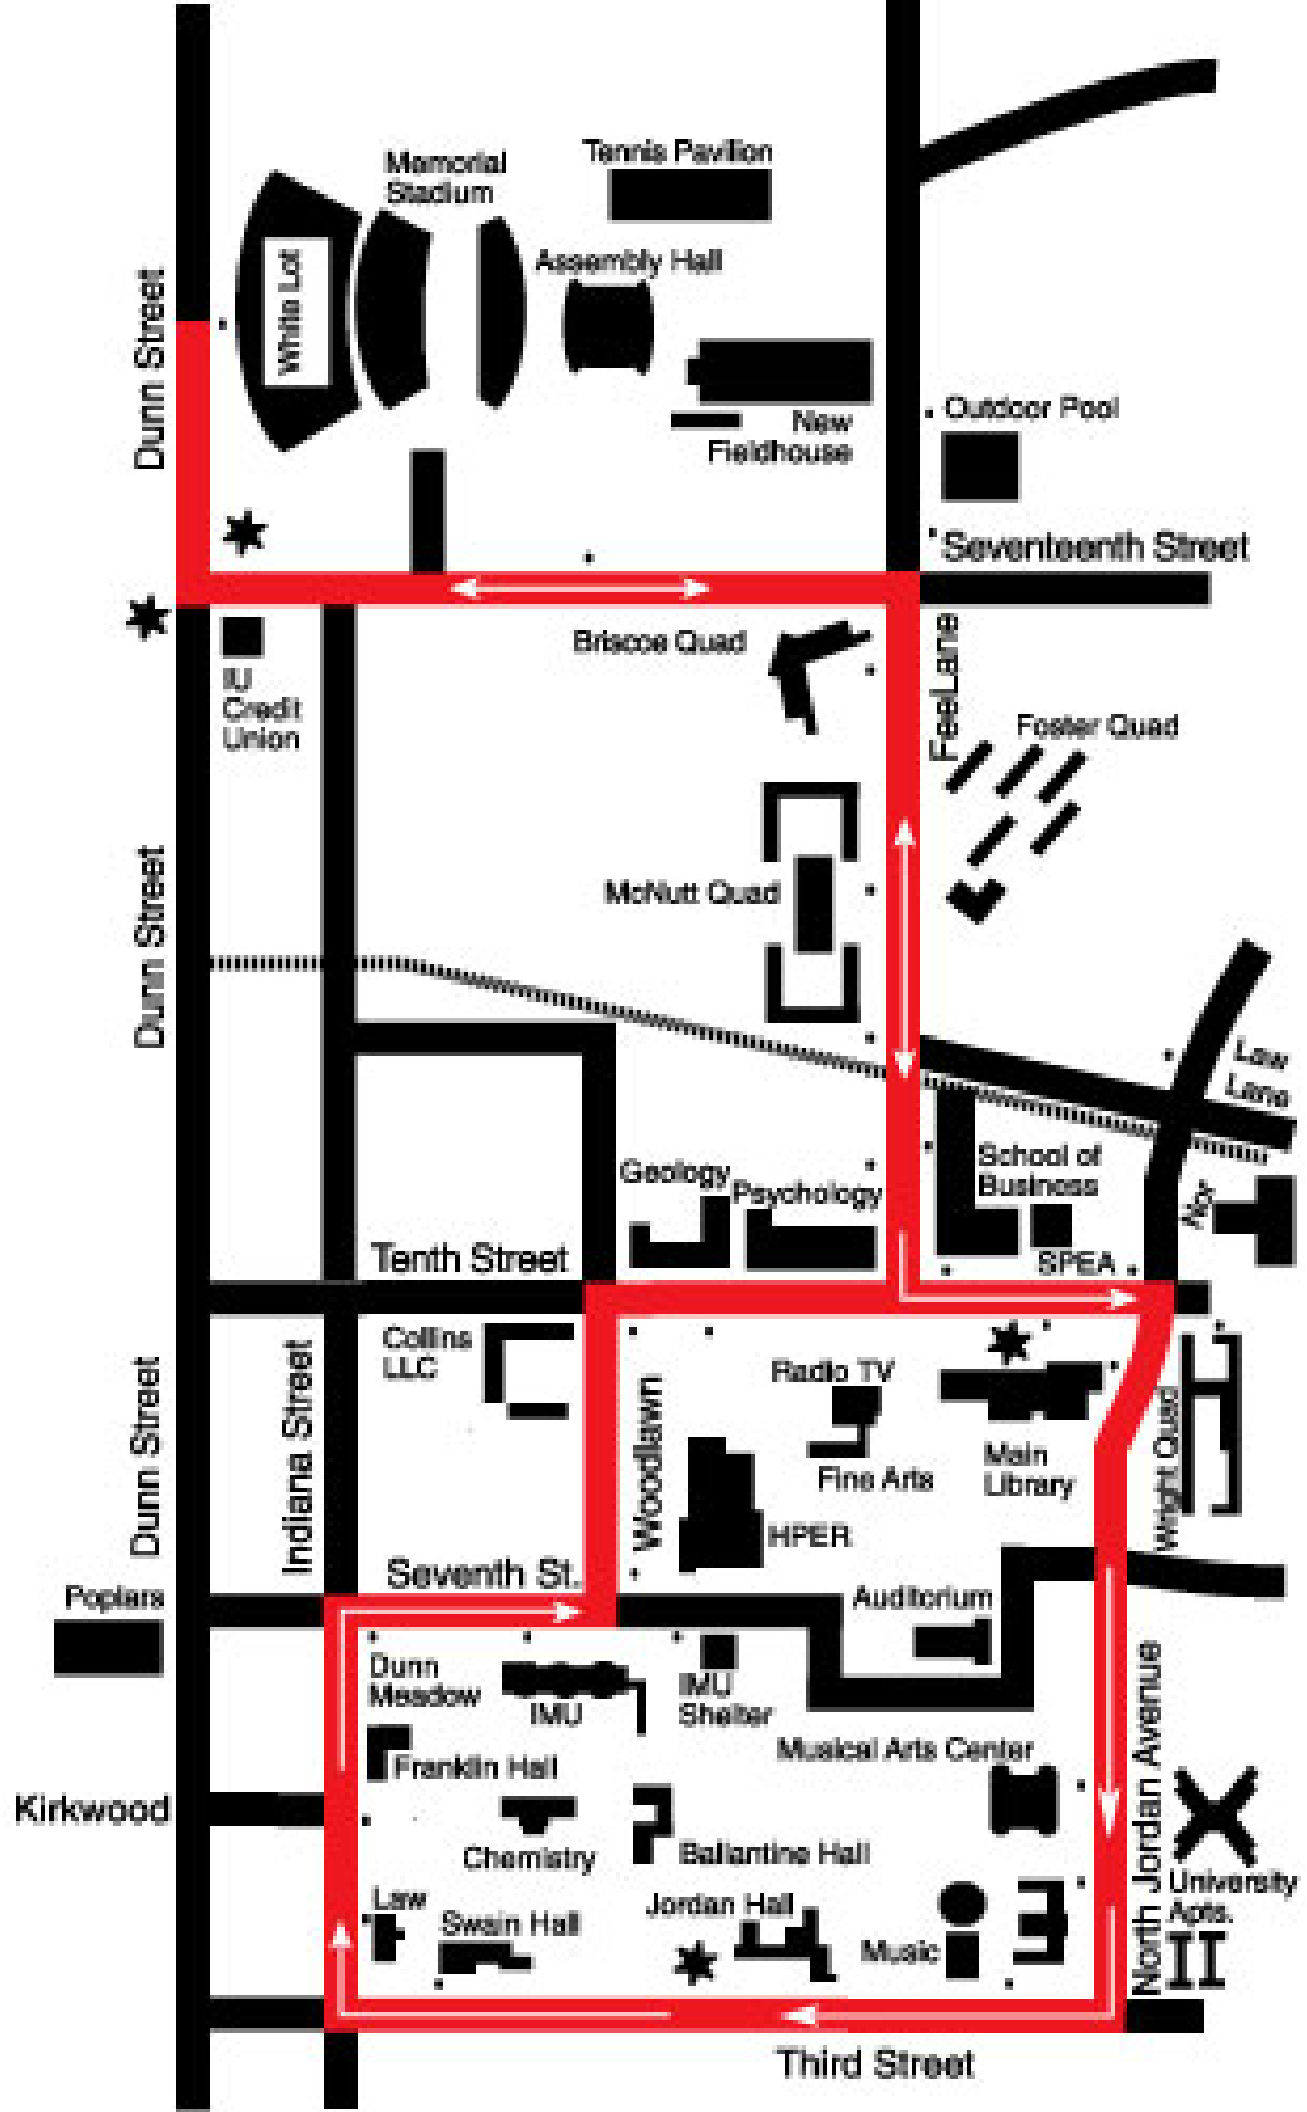 Tennis Pavilion
Memorial
Stadium
Assembly Hall
White Lot
Dunn Street
New
Fieldhouse
Outdoor Pool
Seventeenth Street
Briscoe Quad
FeeLane
IU
Credit
Union
Foster Quad
McNutt Quad
Dunn Street
Law
Lane
School of
Business
Geology
Psychology
Nor
Tenth Street
SPEA
Collins
LLC
Radio TV
Dunn Street
Indiana Street
Woodlawn
Main
Library
Fine Arts
Wright Quad
HPER
Seventh St.
Poplars
Auditorium
Dunn
Meadow
IMU
IMU
Shelter
Musical Arts Center
North Jordan Avenue
Franklin Hall
Kirkwood
Chemistry
Ballantine Hall
University
Apts.
Law
Swain Hall
Jordan Hall
Music
Third Street